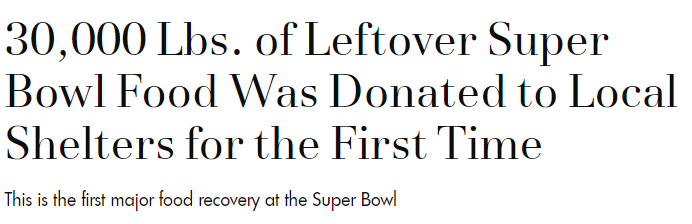 30,000 Lbs. of Leftover Super
Bowl Food Was Donated to Local
Shelters for the First Time
This is the first major food recovery at the Super Bowl